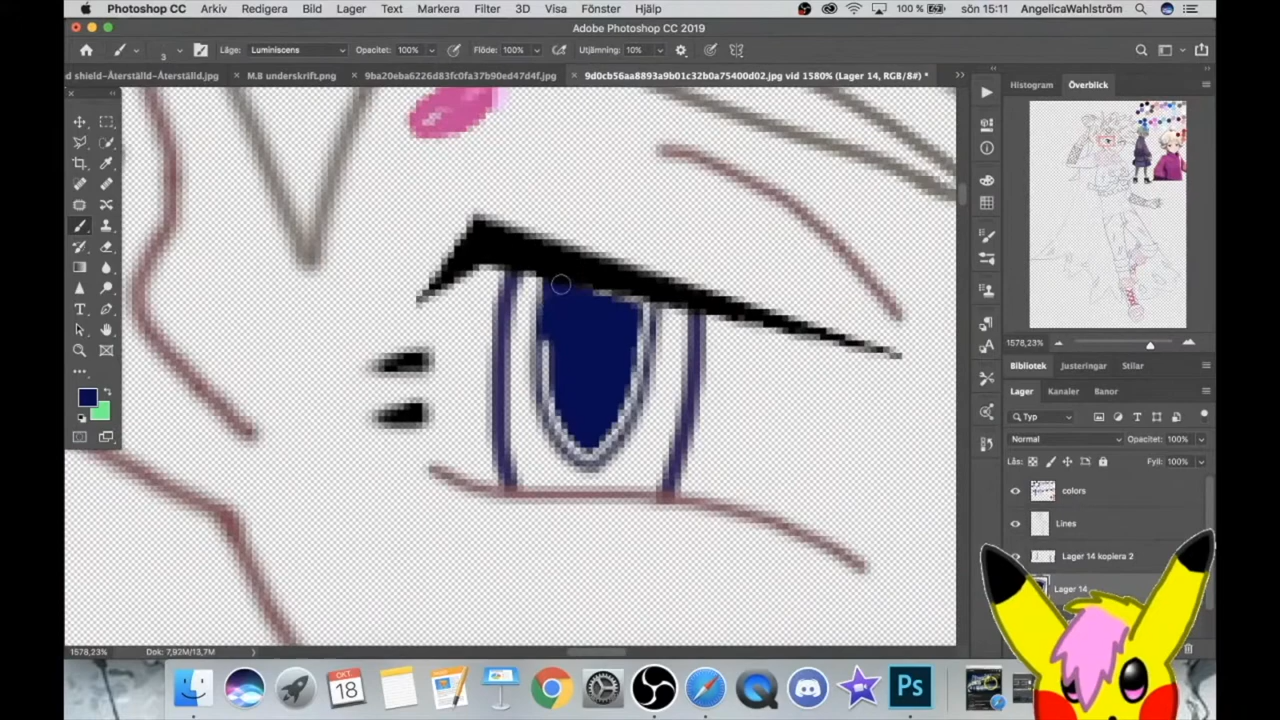 Photoshop CC Arkiv Redigera Bild Lager Text Markera Filter 3D Visa Fönster Hjälp 100 % sön 15:11 AngelicaWahlström
Adobe Photoshop CC 2019
3 Läge: Luminiscens Opacitet: 100% Flöde: 100% Utjämning: 10%
d shield-Återställd-Återställd.jpg × M.B underskrift.png × 9ba20eba6226d83fc0fa37b90ed47d4f.jpg × 9d0cb56aa8893a9b01c32b0a75400d02.jpg vid 1580% (Lager 14, RGB/8#) *
Histogram Överblick
1578,23%
Bibliotek Justeringar Stilar
Lager Kanaler Banor
Typ
Normal Opacitet: 100%
Lås: Fyll: 100%
colors
Lines
Lager 14 kopiera 2
Lager 14
1578,23% Dok: 7,92M/13,7M
OKT.
18
Ps